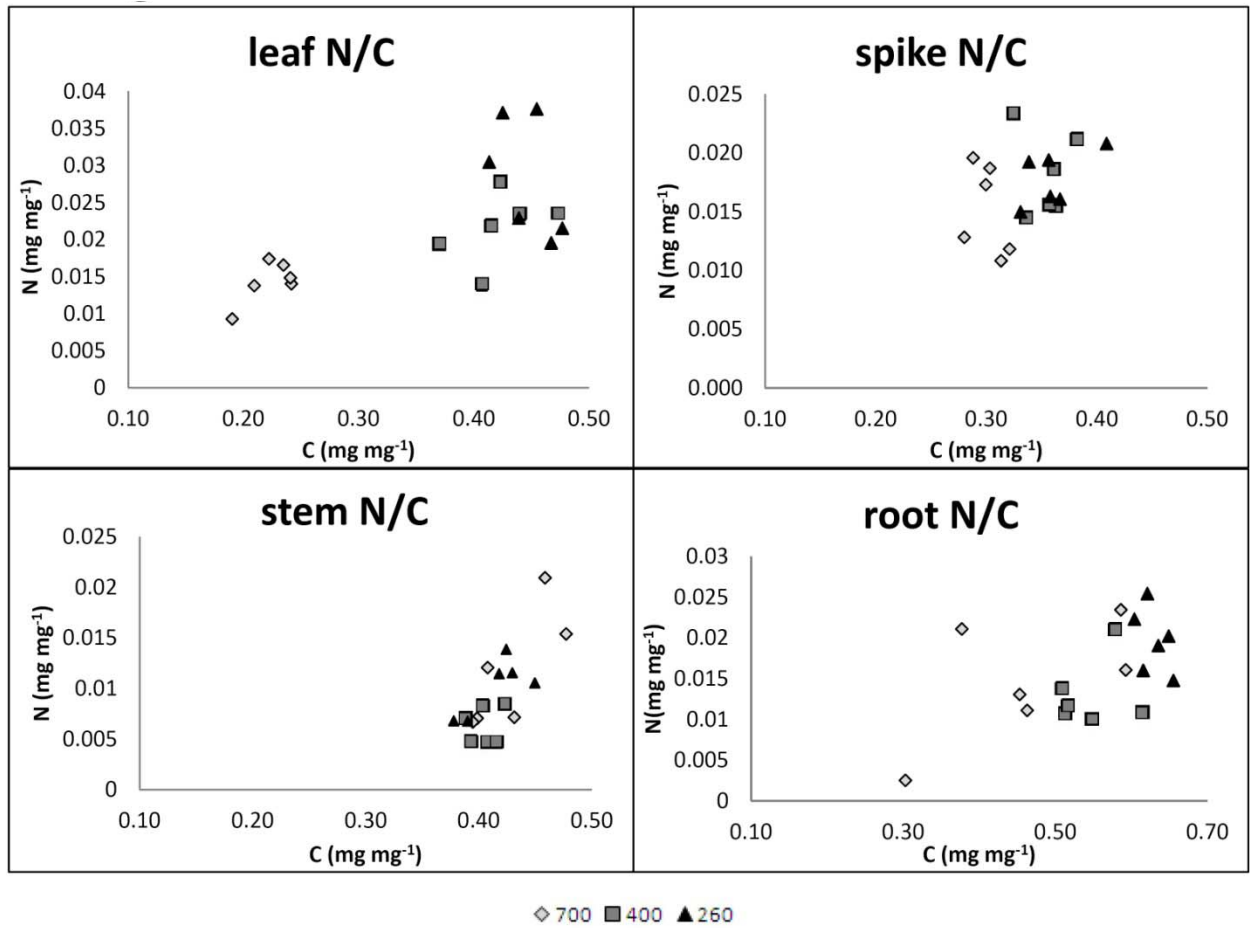 leaf N/C
N (mg mg-1)
0.04
0.035
0.03
0.025
0.02
0.015
0.01
0.005
0
0.10 0.20 0.30 0.40 0.50
C (mg mg-1)
spike N/C
N (mg mg-1)
0.025
0.020
0.015
0.010
0.005
0.000
0.10 0.20 0.30 0.40 0.50
C (mg mg-1)
stem N/C
N (mg mg-1)
0.025
0.02
0.015
0.01
0.005
0
0.10 0.20 0.30 0.40 0.50
C (mg mg-1)
root N/C
N(mg mg-1)
0.03
0.025
0.02
0.015
0.01
0.005
0
0.10 0.30 0.50 0.70
C (mg mg-1)
700 400 260